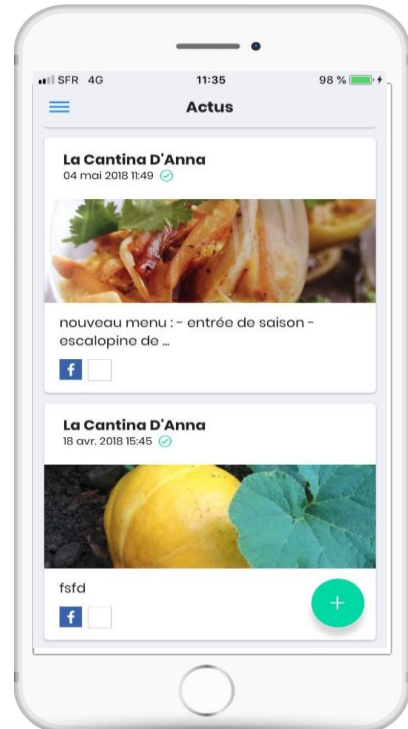 SFR 4G 11:35 98 %
Actus
La Cantina D'Anna
04 mai 2018 11:49
nouveau menu : - entrée de saison -
escalopine de ...
f
La Cantina D'Anna
18 avr. 2018 15:45
fsfd
f
+